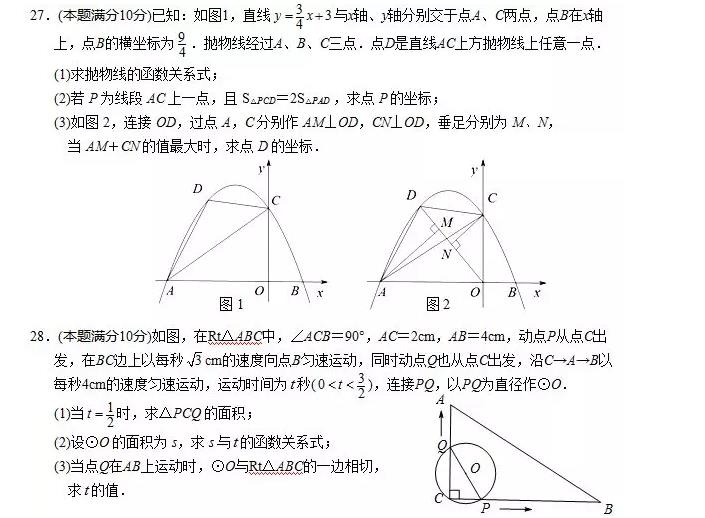 27．(本题满分10分)已知：如图1，直线 y=3/4x+3与x轴、y轴分别交于点A、C两点，点B在x轴
上，点B的横坐标为 9/4．抛物线经过A、B、C三点．点D是直线AC上方抛物线上任意一点．
(1)求抛物线的函数关系式；
(2)若 P为线段 AC上一点，且 S△PCD＝2S△PAD，求点 P的坐标；
(3)如图 2，连接 OD，过点 A，C分别作 AM⊥OD，CN⊥OD，垂足分别为 M、N，
当 AM+CN的值最大时，求点 D的坐标．
y
D
C
A
O
B
x
图1
y
D
C
M
N
A
O
B
x
图2
28．(本题满分10分)如图，在Rt△ABC中，∠ACB＝90°，AC＝2cm，AB＝4cm，动点P从点C出
发，在BC边上以每秒 √3 cm的速度向点B匀速运动，同时动点Q也从点C出发，沿C→A→B以
每秒4cm的速度匀速运动，运动时间为t秒(0<t<3/2)，连接PQ，以PQ为直径作⊙O．
(1)当t=1/2时，求△PCQ的面积；
(2)设⊙O的面积为s，求s与t的函数关系式；
(3)当点Q在AB上运动时，⊙O与Rt△ABC的一边相切，
求t的值．
A
Q
O
C
P
B